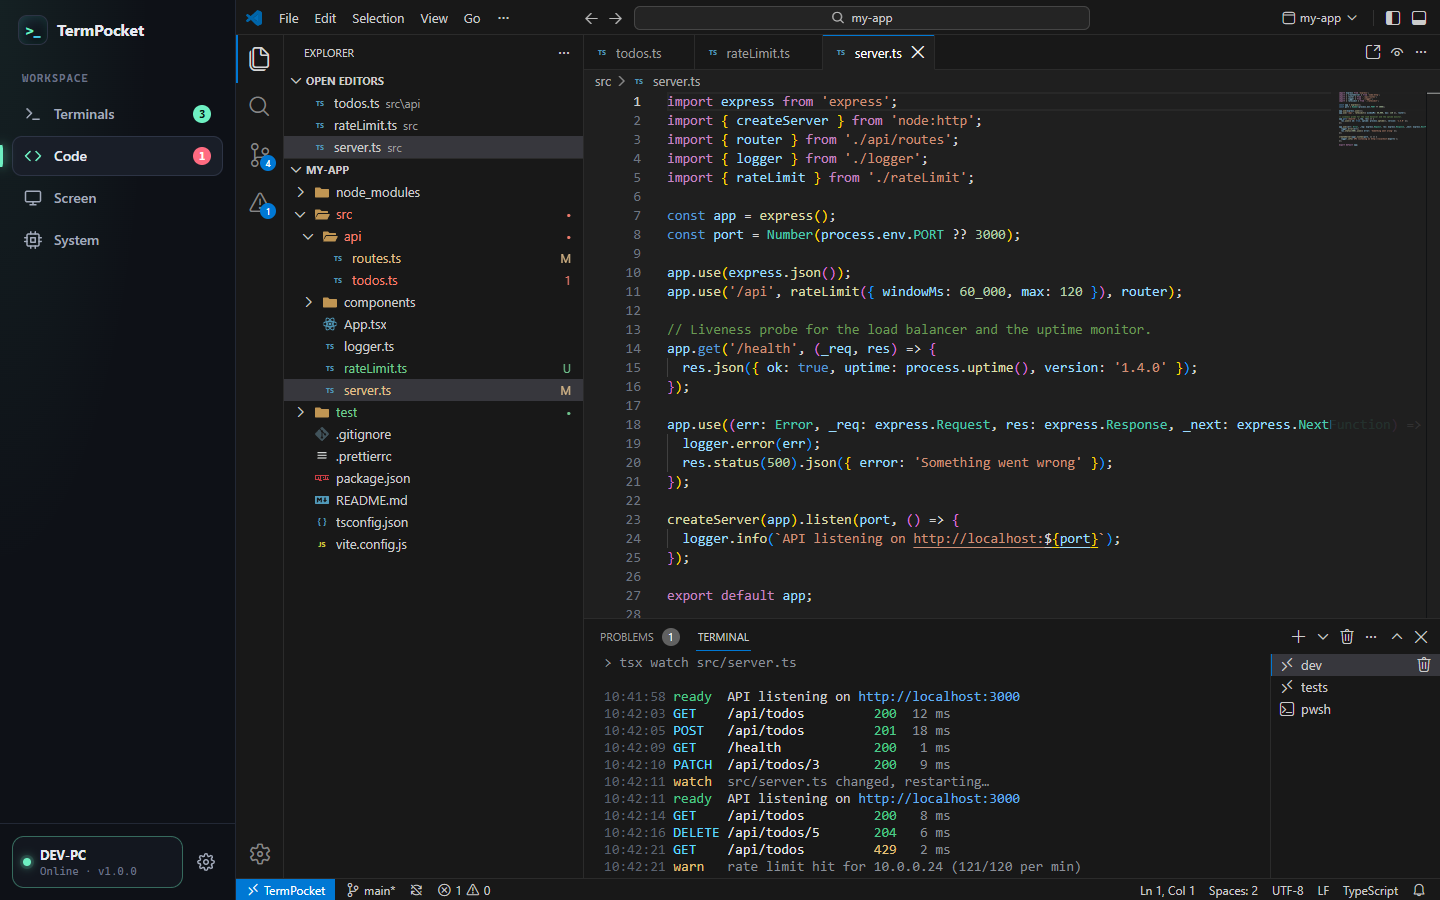 >_ TermPocket
WORKSPACE
Terminals 3
Code 1
Screen
System
DEV-PC
Online · v1.0.0
File Edit Selection View Go ···
my-app
my-app
EXPLORER ···
OPEN EDITORS
TS todos.ts src\api
TS rateLimit.ts src
TS server.ts src
MY-APP
node_modules
src
api
TS routes.ts M
TS todos.ts 1
components
App.tsx
TS logger.ts
TS rateLimit.ts U
TS server.ts M
test
.gitignore
.prettierrc
package.json
README.md
tsconfig.json
JS vite.config.js
4
1
TS todos.ts
TS rateLimit.ts
TS server.ts
src > TS server.ts
1 import express from 'express';
2 import { createServer } from 'node:http';
3 import { router } from './api/routes';
4 import { logger } from './logger';
5 import { rateLimit } from './rateLimit';
6
7 const app = express();
8 const port = Number(process.env.PORT ?? 3000);
9
10 app.use(express.json());
11 app.use('/api', rateLimit({ windowMs: 60_000, max: 120 }), router);
12
13 // Liveness probe for the load balancer and the uptime monitor.
14 app.get('/health', (_req, res) => {
15 res.json({ ok: true, uptime: process.uptime(), version: '1.4.0' });
16 });
17
18 app.use((err: Error, _req: express.Request, res: express.Response, _next: express.NextFunction) =>
19 logger.error(err);
20 res.status(500).json({ error: 'Something went wrong' });
21 });
22
23 createServer(app).listen(port, () => {
24 logger.info(`API listening on http://localhost:${port}`);
25 });
26
27 export default app;
28
PROBLEMS 1 TERMINAL
> tsx watch src/server.ts
10:41:58 ready API listening on http://localhost:3000
10:42:03 GET /api/todos 200 12 ms
10:42:05 POST /api/todos 201 18 ms
10:42:09 GET /health 200 1 ms
10:42:10 PATCH /api/todos/3 200 9 ms
10:42:11 watch src/server.ts changed, restarting…
10:42:11 ready API listening on http://localhost:3000
10:42:14 GET /api/todos 200 8 ms
10:42:16 DELETE /api/todos/5 204 6 ms
10:42:21 GET /api/todos 429 2 ms
10:42:21 warn rate limit hit for 10.0.0.24 (121/120 per min)
dev
tests
pwsh
TermPocket main* 1 0
Ln 1, Col 1 Spaces: 2 UTF-8 LF TypeScript